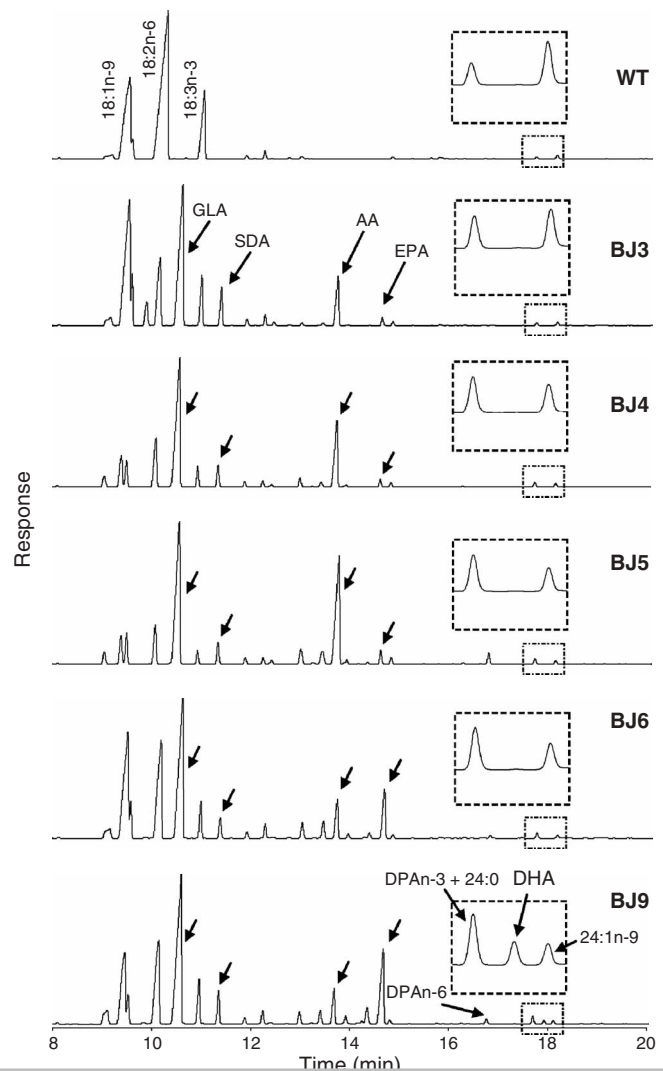 18:1n-9
18:2n-6
18:3n-3
WT
GLA
SDA
AA
EPA
BJ3
BJ4
Response
BJ5
BJ6
BJ9
DPAn-3 + 24:0
DHA
24:1n-9
DPAn-6
8 10 12 14 16 18 20
Time (min)